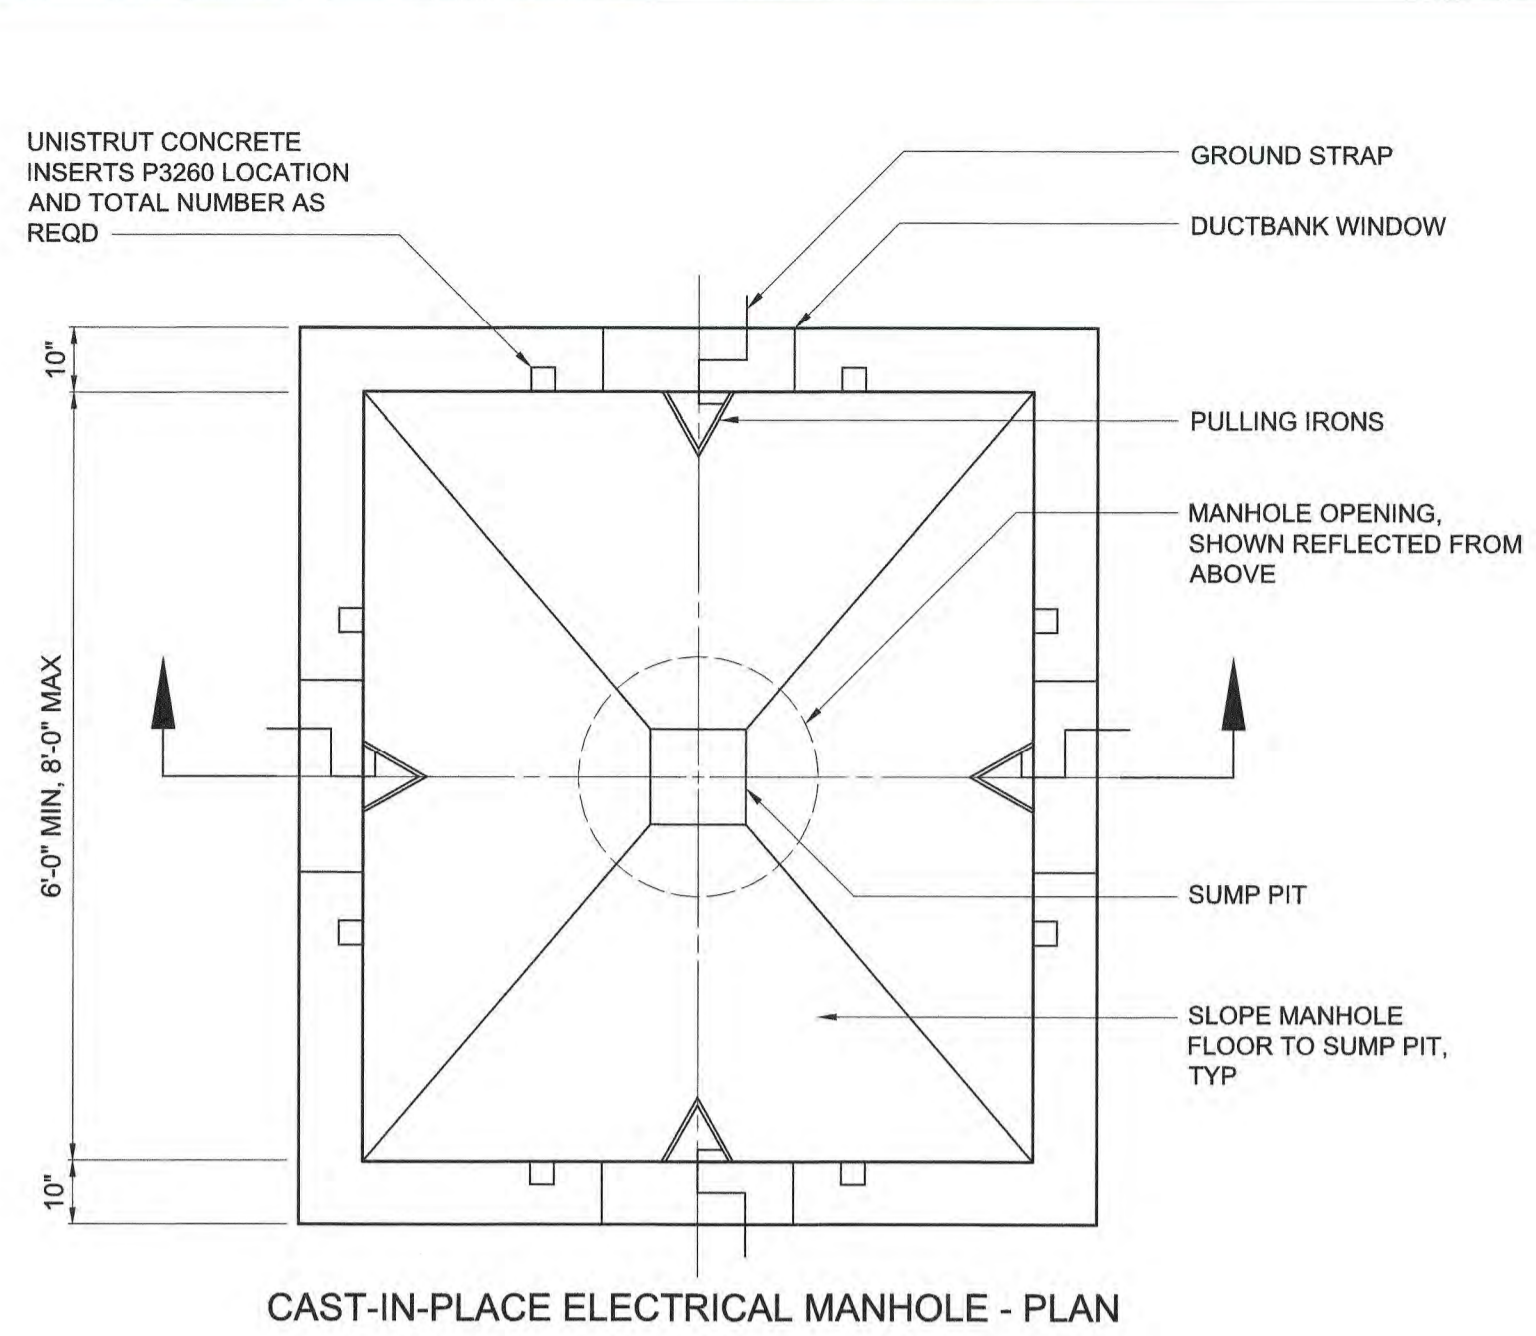 UNISTRUT CONCRETE
INSERTS P3260 LOCATION
AND TOTAL NUMBER AS
REQD
GROUND STRAP
DUCTBANK WINDOW
10"
PULLING IRONS
MANHOLE OPENING,
SHOWN REFLECTED FROM
ABOVE
6'-0" MIN, 8'-0" MAX
SUMP PIT
SLOPE MANHOLE
FLOOR TO SUMP PIT,
TYP
10"
CAST-IN-PLACE ELECTRICAL MANHOLE - PLAN